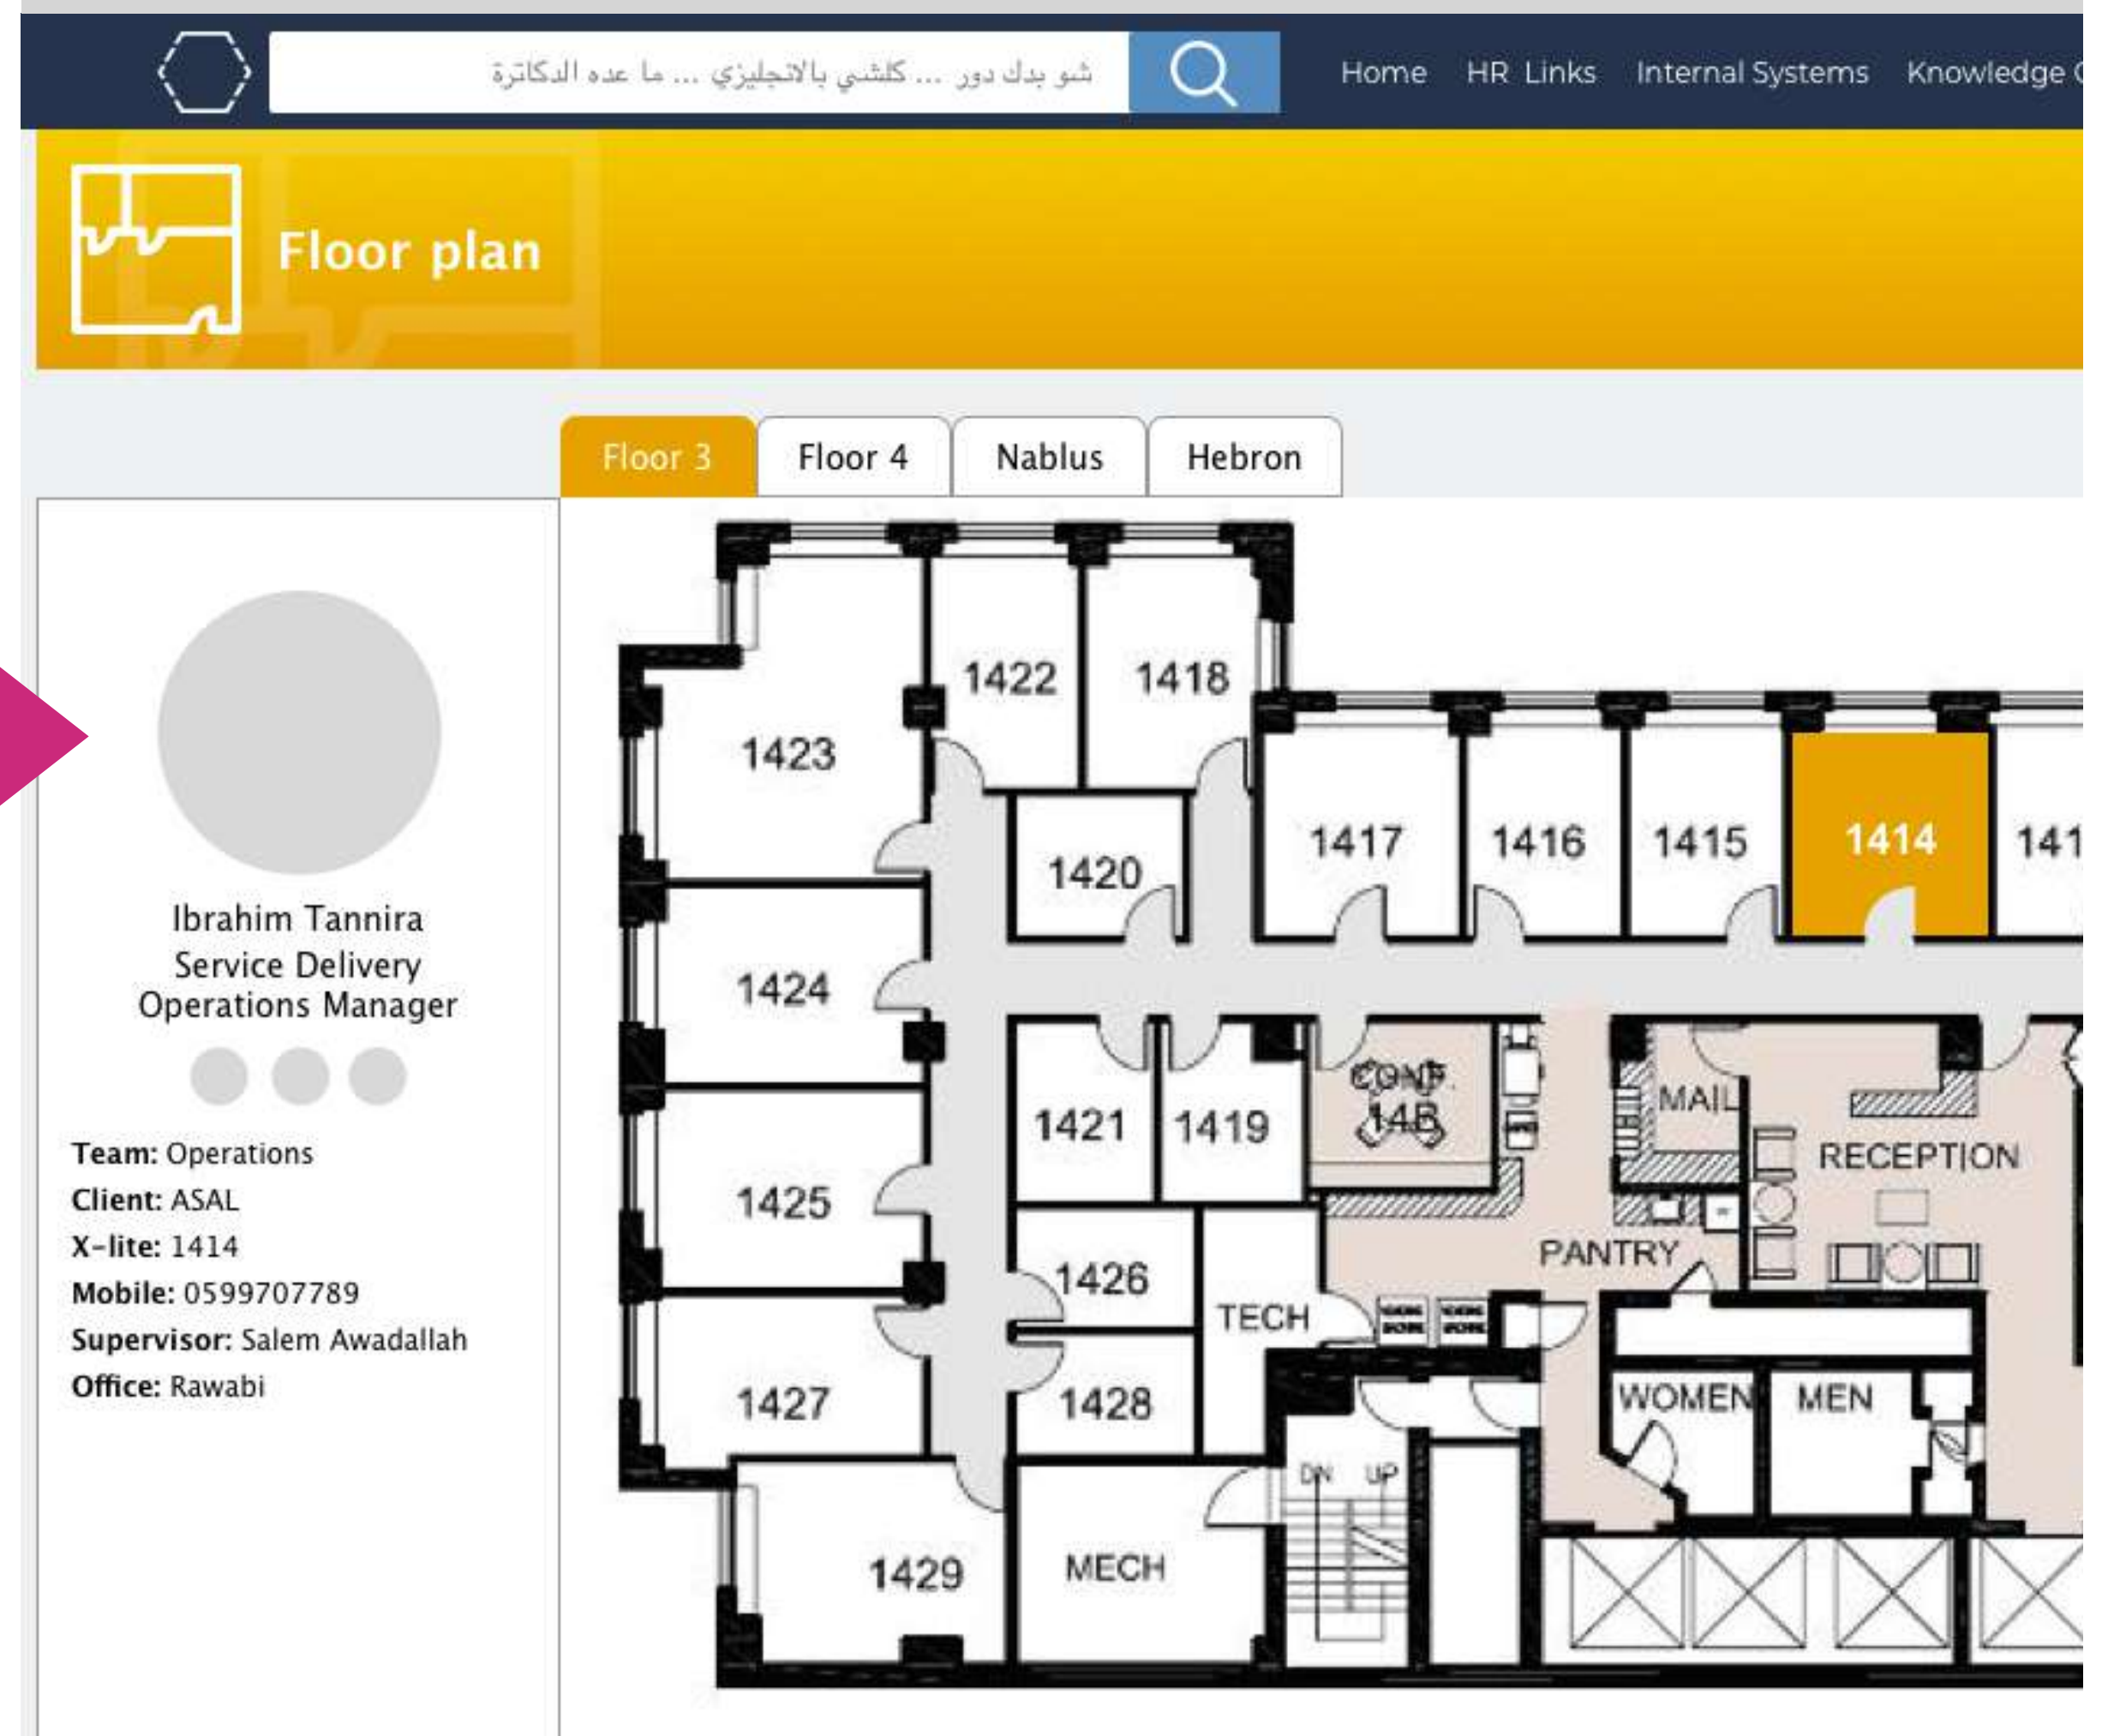 شو بدك دور ... كلشي بالانجليزي ... ما عده الدكاترة
Home HR Links Internal Systems Knowledge
Floor plan
Floor 3 Floor 4 Nablus Hebron
Ibrahim Tannira
Service Delivery
Operations Manager
Team: Operations
Client: ASAL
X-lite: 1414
Mobile: 0599707789
Supervisor: Salem Awadallah
Office: Rawabi
1422 1418
1423
1417 1416 1415 1414
1420
1424
CONF.
14B
MAIL
1421 1419
RECEPTION
1425
PANTRY
1426
TECH
1427 1428
WOMEN MEN
DN UP
1429 MECH